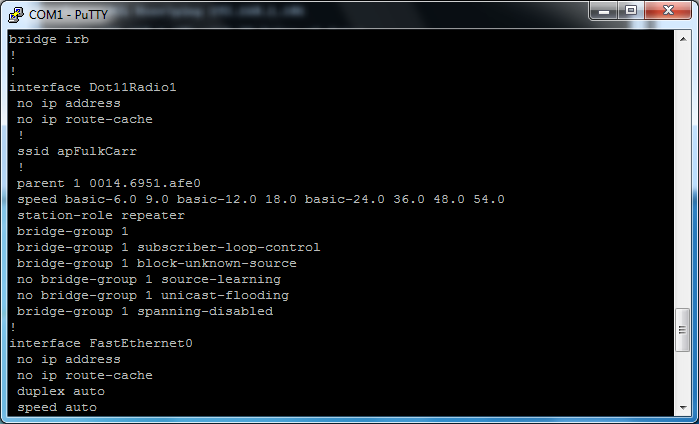 COM1 - PuTTY
bridge irb
!
!
interface Dot11Radio1
 no ip address
 no ip route-cache
 !
 ssid apFulkCarr
 !
 parent 1 0014.6951.afe0
 speed basic-6.0 9.0 basic-12.0 18.0 basic-24.0 36.0 48.0 54.0
 station-role repeater
 bridge-group 1
 bridge-group 1 subscriber-loop-control
 bridge-group 1 block-unknown-source
 no bridge-group 1 source-learning
 no bridge-group 1 unicast-flooding
 bridge-group 1 spanning-disabled
!
interface FastEthernet0
 no ip address
 no ip route-cache
 duplex auto
 speed auto